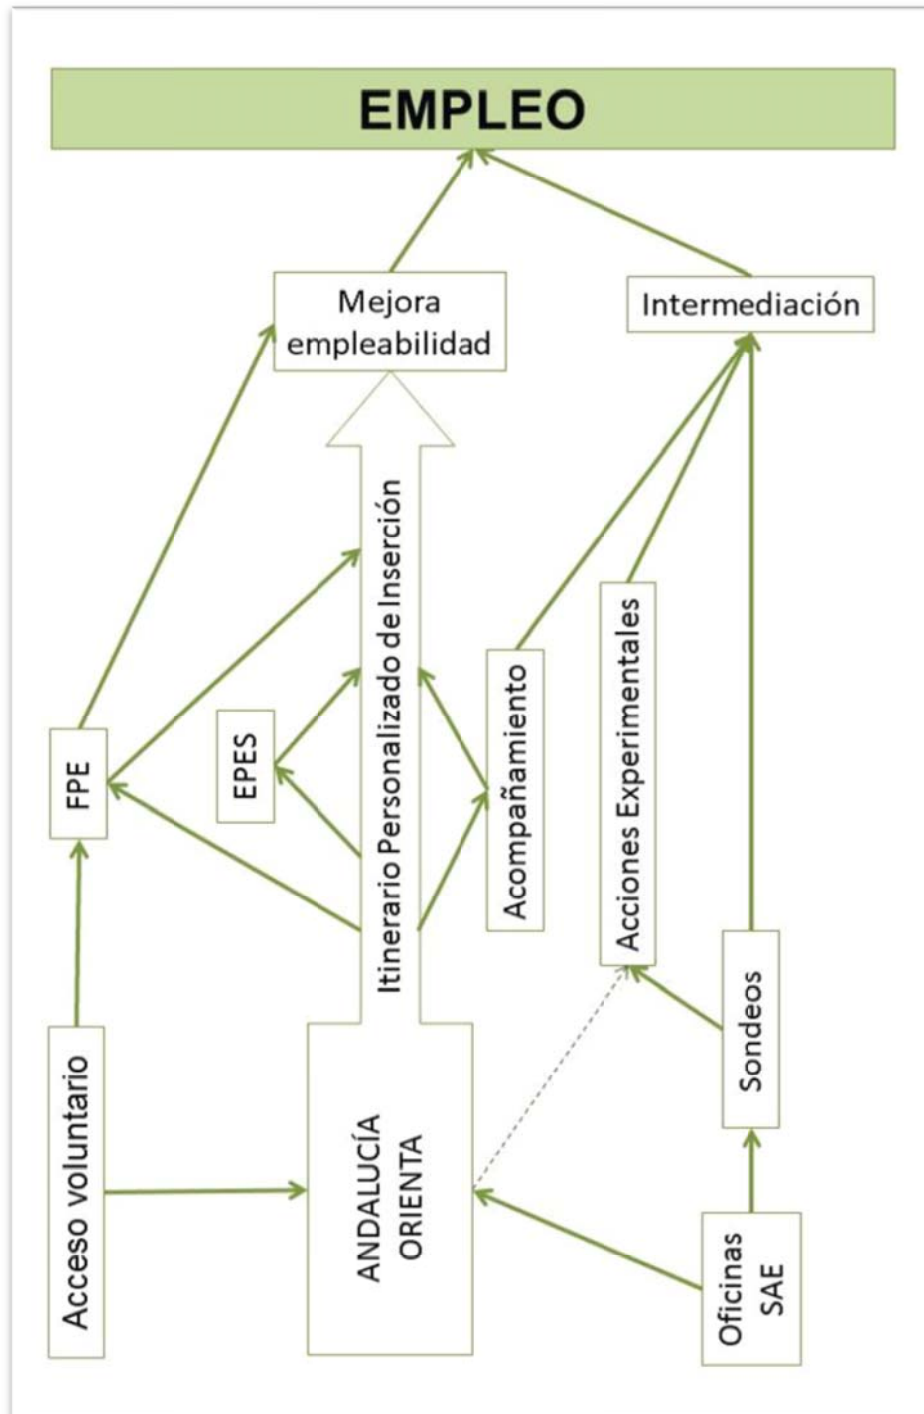 EMPLEO
Mejora
empleabilidad
Intermediación
Itinerario Personalizado de Inserción
FPE
EPES
Acompañamiento
Acciones Experimentales
Sondeos
Acceso voluntario
ANDALUCÍA
ORIENTA
Oficinas
SAE